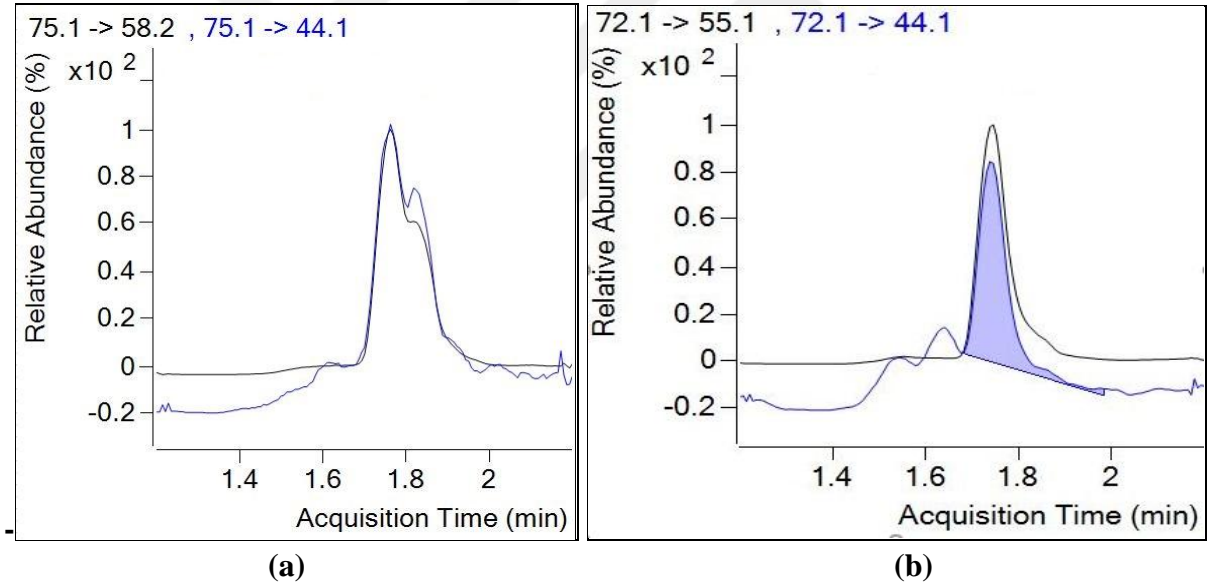 75.1 -> 58.2 , 75.1 -> 44.1
Relative Abundance (%)
x10 2
1
0.8
0.6
0.4
0.2
0
-0.2
1.4 1.6 1.8 2
Acquisition Time (min)
(a)
72.1 -> 55.1 , 72.1 -> 44.1
Relative Abundance (%)
x10 2
1
0.8
0.6
0.4
0.2
0
-0.2
1.4 1.6 1.8 2
Acquisition Time (min)
(b)